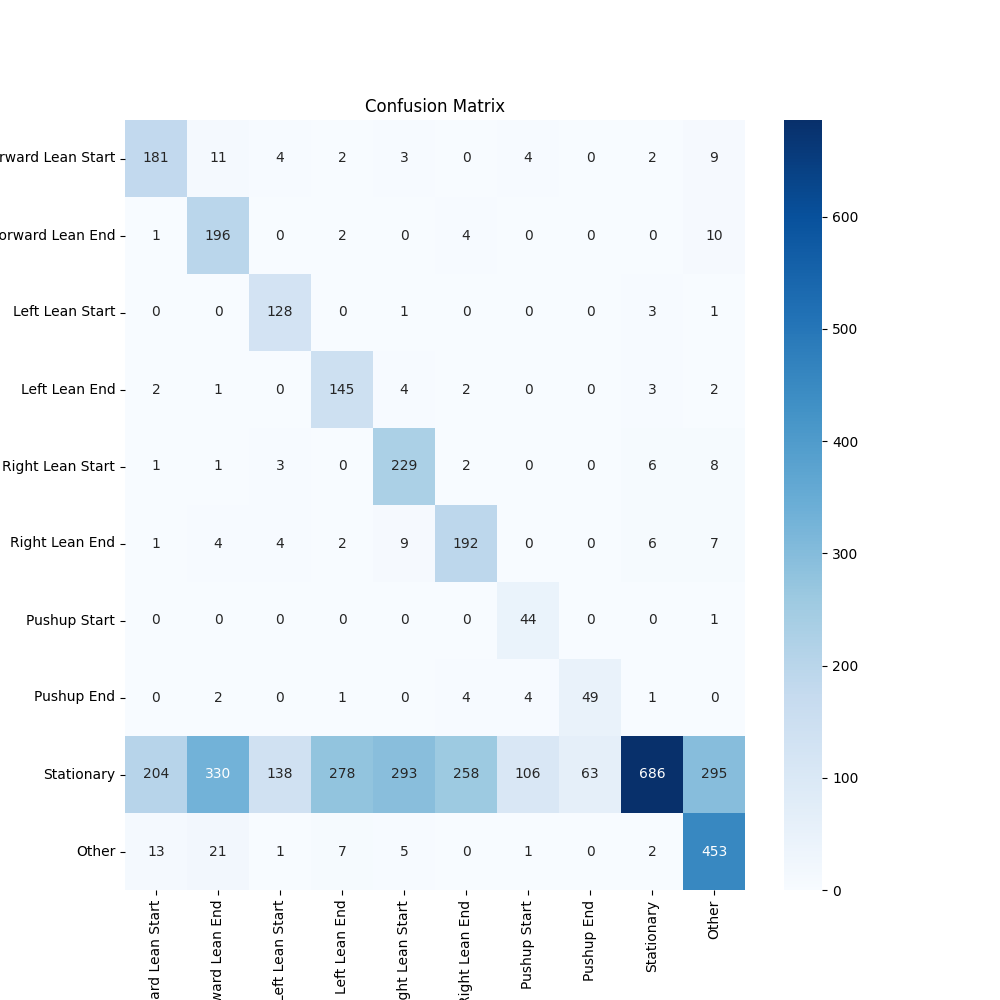 Confusion Matrix
rward Lean Start 181 11 4 2 3 0 4 0 2 9
orward Lean End 1 196 0 2 0 4 0 0 0 10
Left Lean Start 0 0 128 0 1 0 0 0 3 1
Left Lean End 2 1 0 145 4 2 0 0 3 2
Right Lean Start 1 1 3 0 229 2 0 0 6 8
Right Lean End 1 4 4 2 9 192 0 0 6 7
Pushup Start 0 0 0 0 0 0 44 0 0 1
Pushup End 0 2 0 1 0 4 4 49 1 0
Stationary 204 330 138 278 293 258 106 63 686 295
Other 13 21 1 7 5 0 1 0 2 453
ard Lean Start
ward Lean End
Left Lean Start
Left Lean End
ght Lean Start
Right Lean End
Pushup Start
Pushup End
Stationary
Other
600
500
400
300
200
100
0